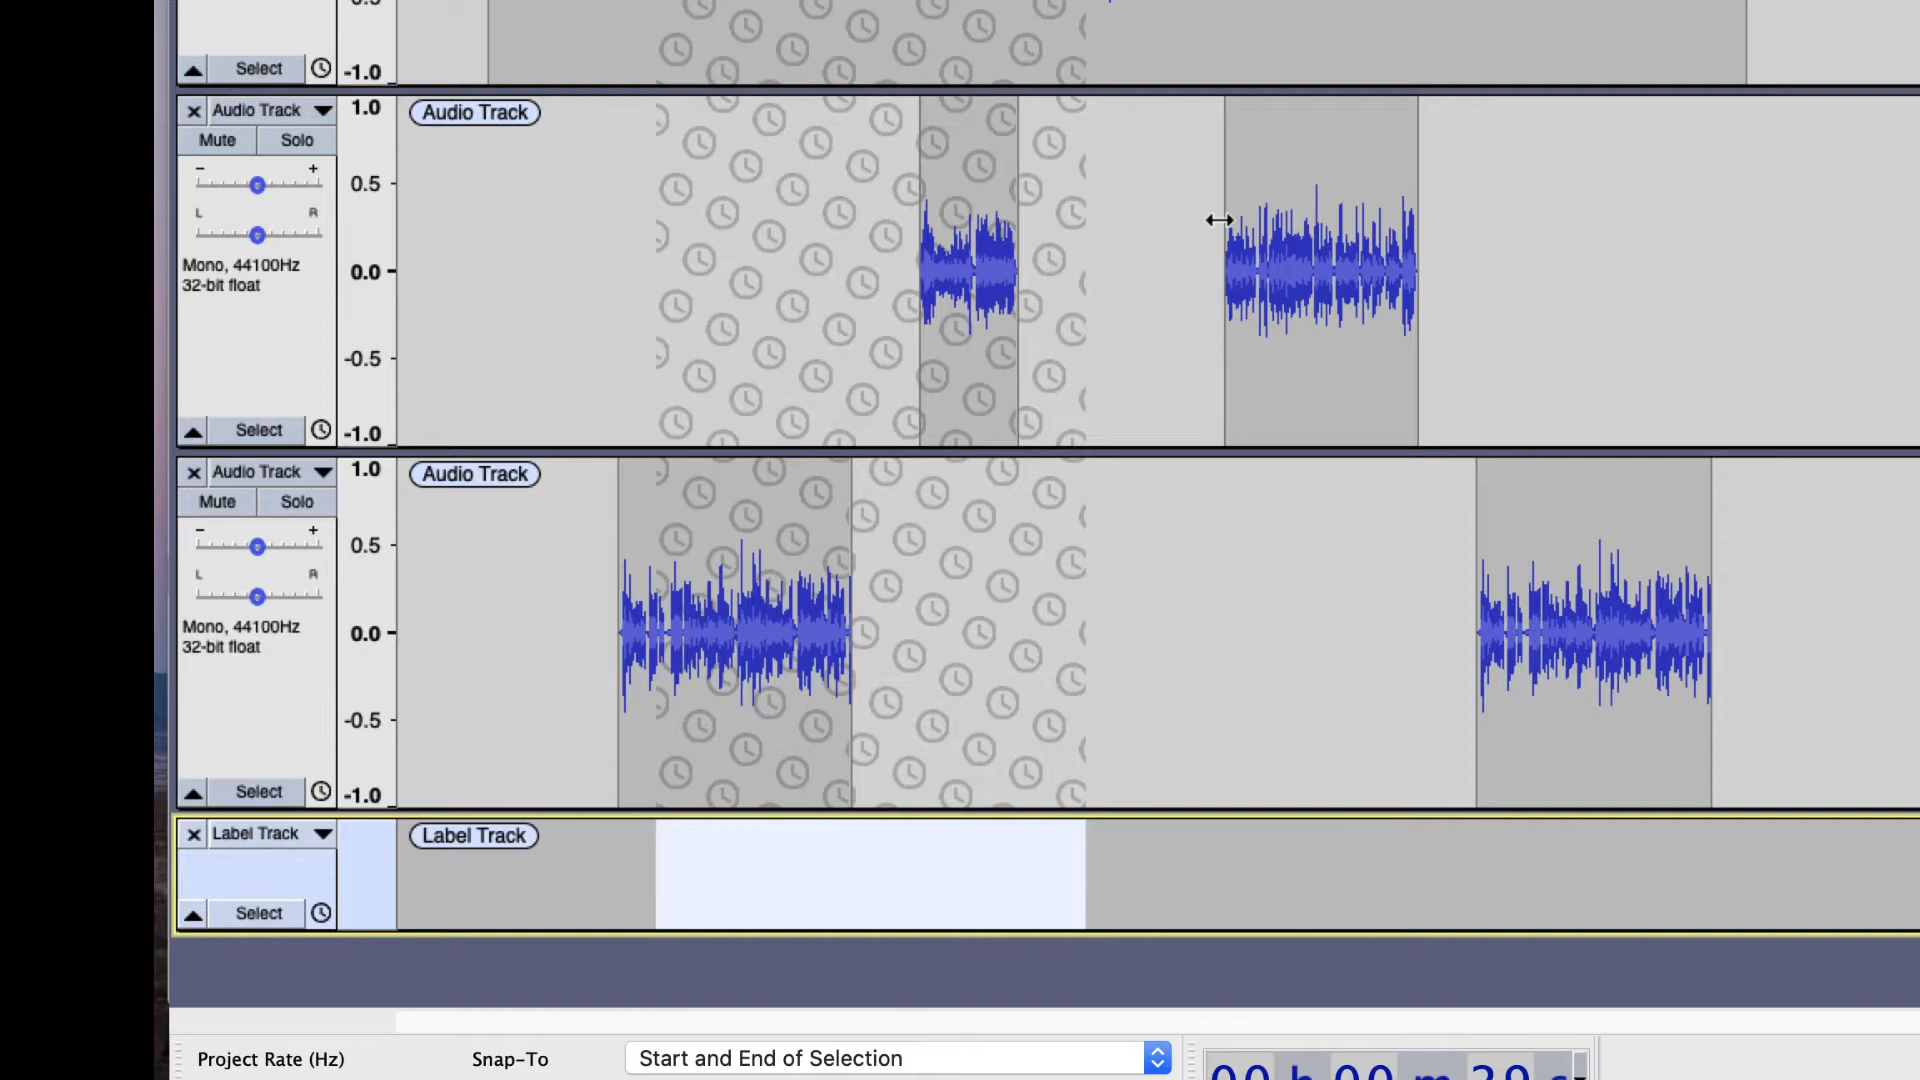 Select
-1.0
Audio Track
1.0
Audio Track
Mute
Solo
- +
0.5
L R
Mono, 44100Hz
0.0
32-bit float
-0.5
Select
-1.0
Audio Track
1.0
Audio Track
Mute
Solo
- +
0.5
L R
Mono, 44100Hz
0.0
32-bit float
-0.5
Select
-1.0
Label Track
Label Track
Select
Project Rate (Hz)
Snap-To
Start and End of Selection
00 h 00 m 29 s